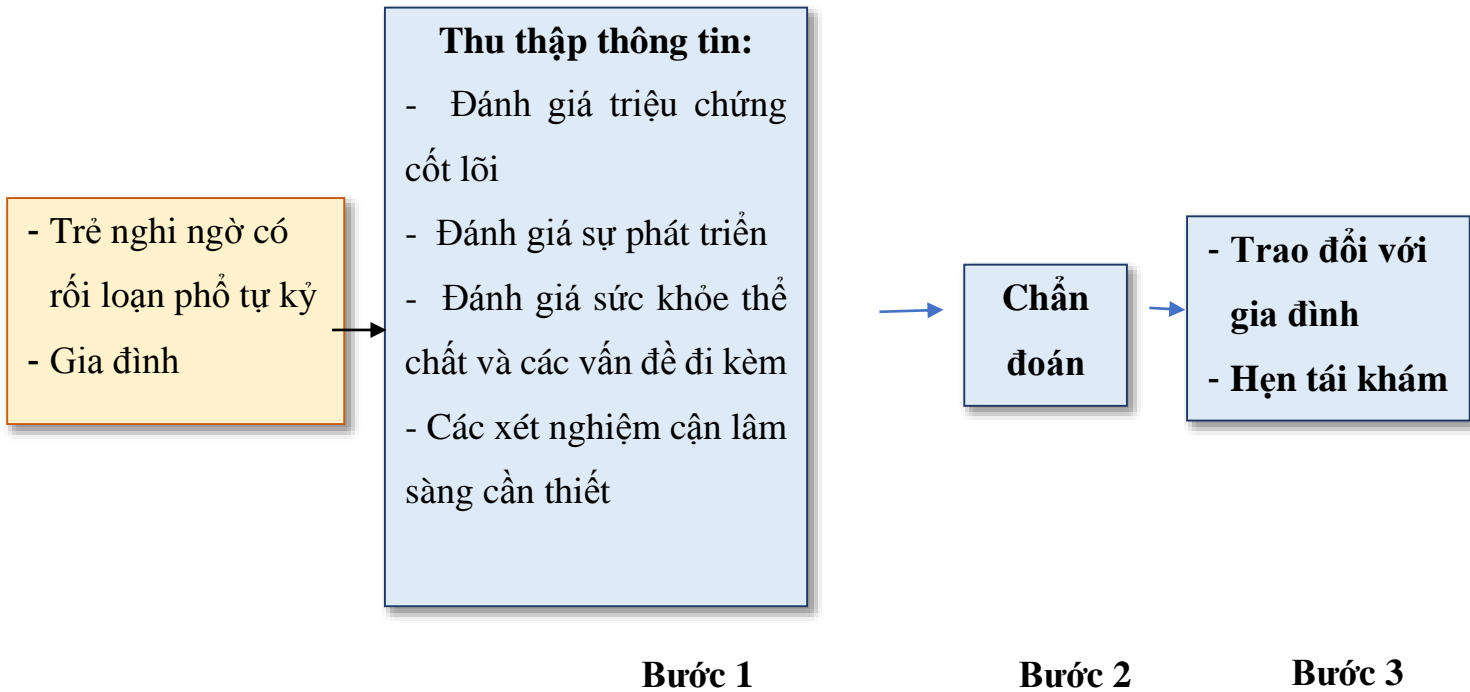 - Trẻ nghi ngờ có
rối loạn phổ tự kỷ
- Gia đình
Thu thập thông tin:
- Đánh giá triệu chứng
cốt lõi
- Đánh giá sự phát triển
- Đánh giá sức khỏe thể
chất và các vấn đề đi kèm
- Các xét nghiệm cận lâm
sàng cần thiết
Chẩn
đoán
- Trao đổi với
gia đình
- Hẹn tái khám
Bước 1
Bước 2
Bước 3